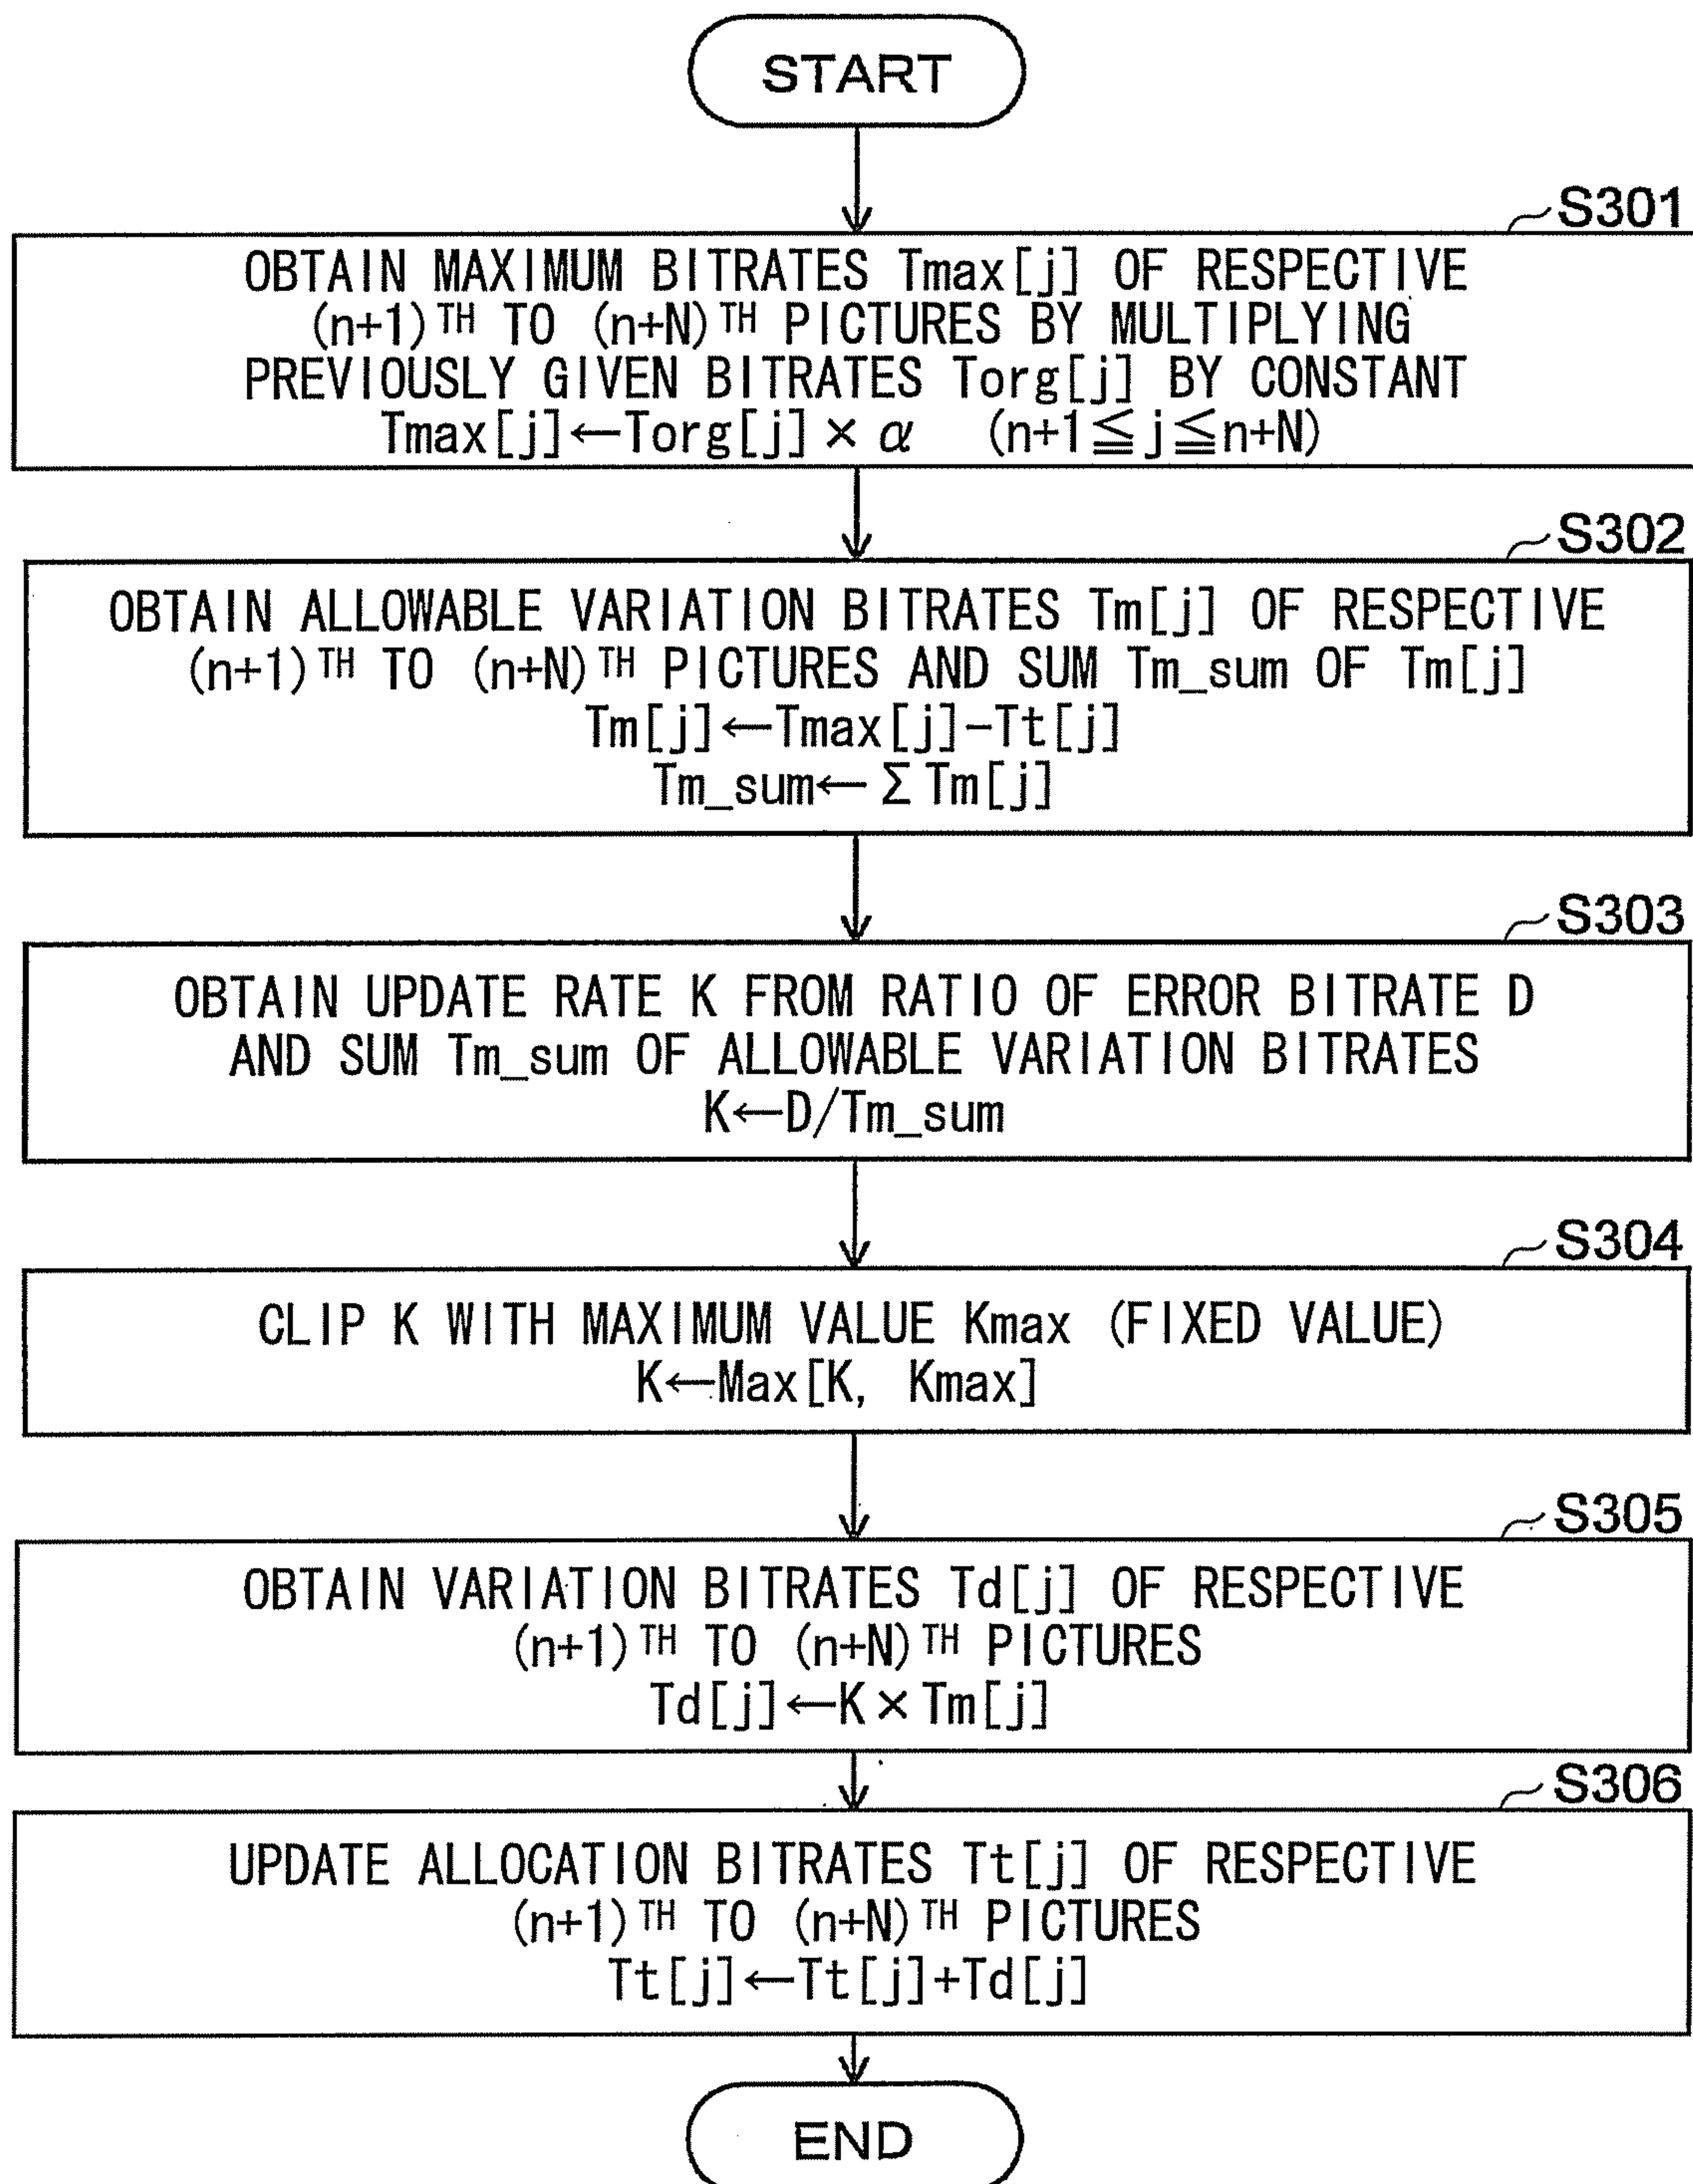 START
S301
OBTAIN MAXIMUM BITRATES Tmax[j] OF RESPECTIVE
(n+1)TH TO (n+N)TH PICTURES BY MULTIPLYING
PREVIOUSLY GIVEN BITRATES Torg[j] BY CONSTANT
Tmax[j]←Torg[j]×α (n+1≦j≦n+N)
S302
OBTAIN ALLOWABLE VARIATION BITRATES Tm[j] OF RESPECTIVE
(n+1)TH TO (n+N)TH PICTURES AND SUM Tm_sum OF Tm[j]
Tm[j]←Tmax[j]-Tt[j]
Tm_sum←ΣTm[j]
S303
OBTAIN UPDATE RATE K FROM RATIO OF ERROR BITRATE D
AND SUM Tm_sum OF ALLOWABLE VARIATION BITRATES
K←D/Tm_sum
S304
CLIP K WITH MAXIMUM VALUE Kmax (FIXED VALUE)
K←Max[K, Kmax]
S305
OBTAIN VARIATION BITRATES Td[j] OF RESPECTIVE
(n+1)TH TO (n+N)TH PICTURES
Td[j]←K×Tm[j]
S306
UPDATE ALLOCATION BITRATES Tt[j] OF RESPECTIVE
(n+1)TH TO (n+N)TH PICTURES
Tt[j]←Tt[j]+Td[j]
END